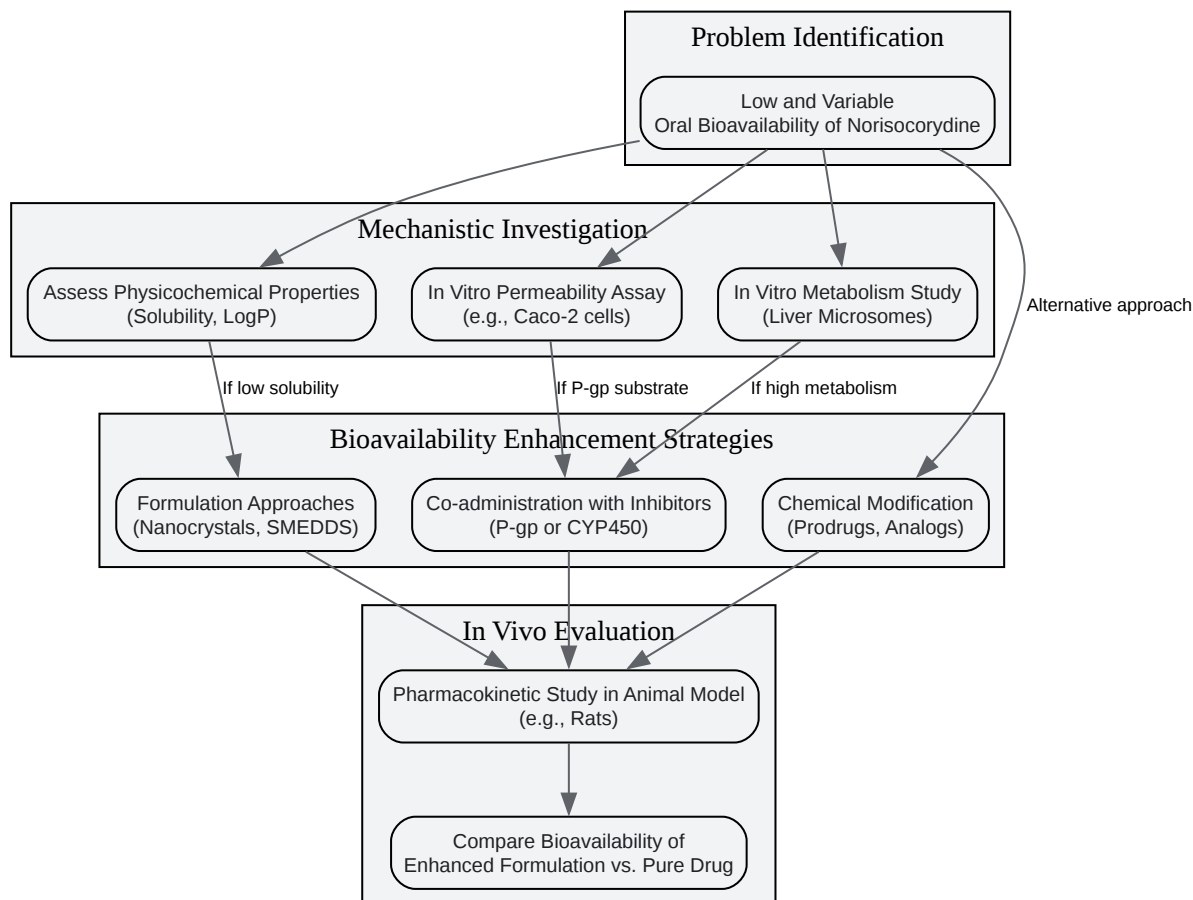 Problem Identification
Low and Variable
Oral Bioavailability of Norisocorydine
Mechanistic Investigation
Assess Physicochemical Properties
(Solubility, LogP)
In Vitro Permeability Assay
(e.g., Caco-2 cells)
In Vitro Metabolism Study
(Liver Microsomes)
Alternative approach
If low solubility
If P-gp substrate
If high metabolism
Bioavailability Enhancement Strategies
Formulation Approaches
(Nanocrystals, SMEDDS)
Co-administration with Inhibitors
(P-gp or CYP450)
Chemical Modification
(Prodrugs, Analogs)
In Vivo Evaluation
Pharmacokinetic Study in Animal Model
(e.g., Rats)
Compare Bioavailability of
Enhanced Formulation vs. Pure Drug